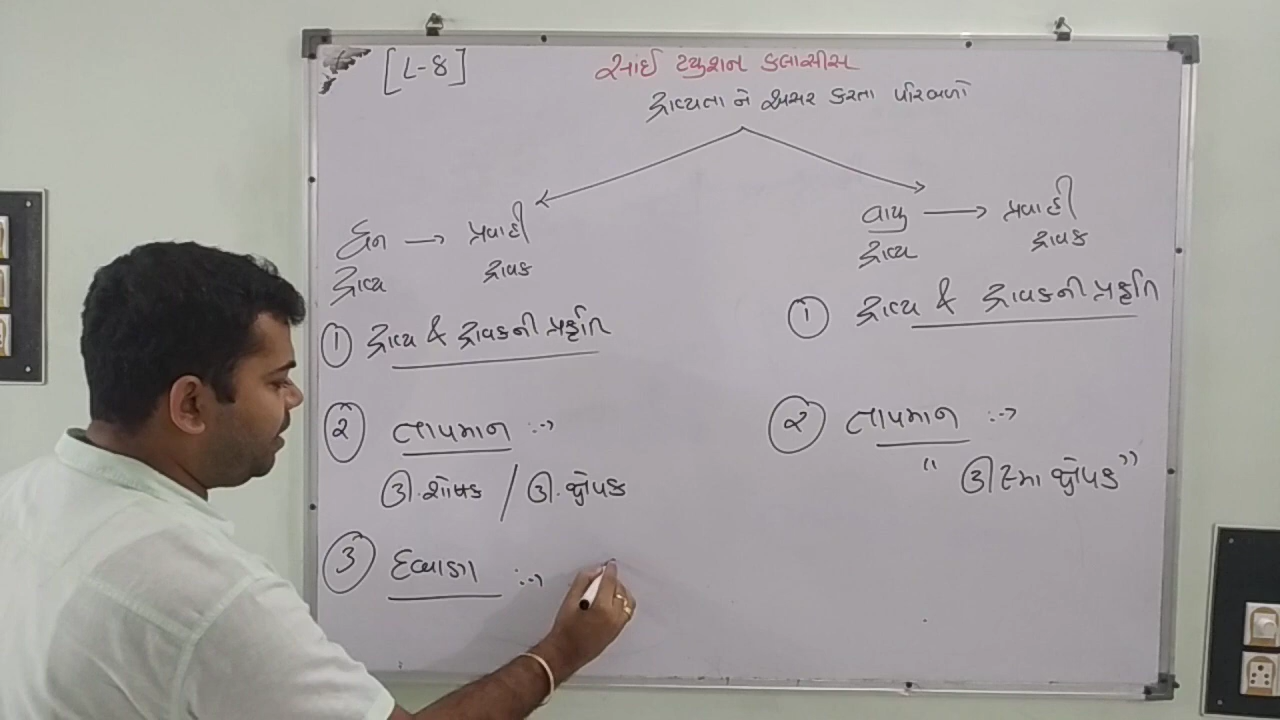 [L-8]
સાંઈ ટ્યુશન ક્લાસીસ
દ્રાવ્યતા ને અસર કરતા પરિબળો
ઘન → પ્રવાહી
દ્રાવ્ય દ્રાવક
① દ્રાવ્ય & દ્રાવકની પ્રકૃતિ
② તાપમાન :→
ઉ.શોષક / ઉ.ક્ષેપક
③ દબાણ :→
વાયુ → પ્રવાહી
દ્રાવ્ય દ્રાવક
① દ્રાવ્ય & દ્રાવકની પ્રકૃતિ
② તાપમાન :→
" ઉષ્મા ક્ષેપક "